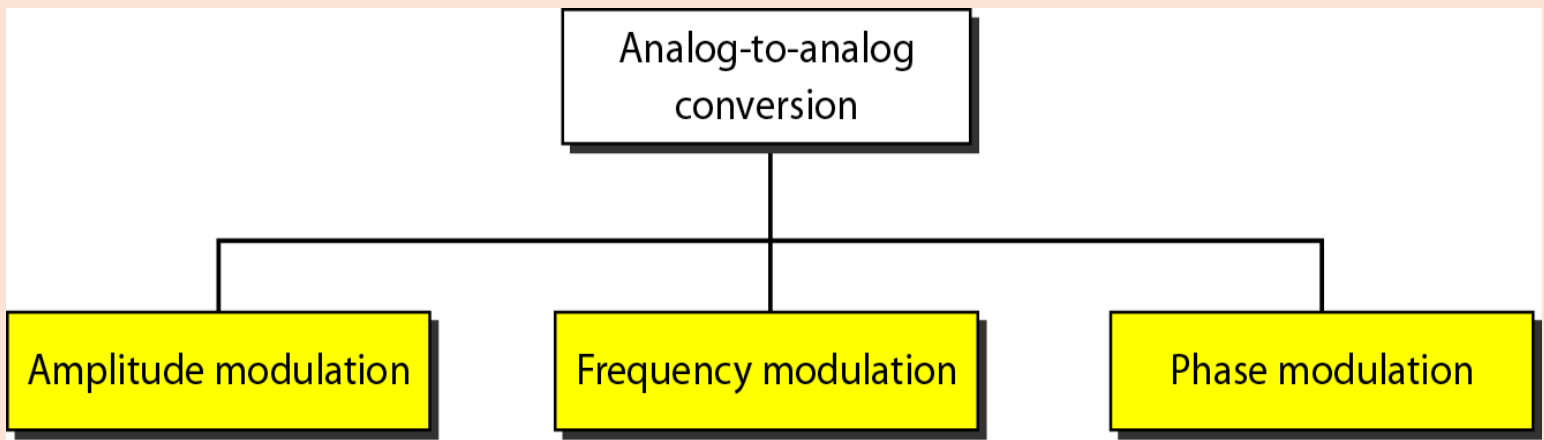 Analog-to-analog
conversion
Amplitude modulation
Frequency modulation
Phase modulation